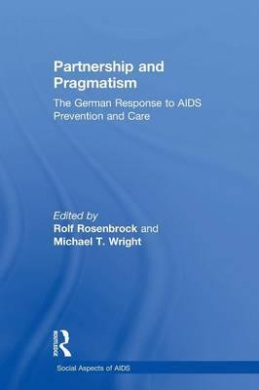 Partnership and Pragmatism
The German Response to AIDS
Prevention and Care
Edited by
Rolf Rosenbrock and
Michael T. Wright
ROUTLEDGE
Social Aspects of AIDS